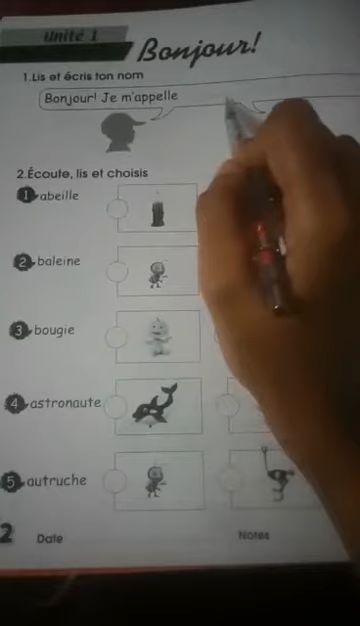 Unité 1
Bonjour!
1.Lis et écris ton nom
Bonjour! Je m'appelle
2.Écoute, lis et choisis
1 abeille
2 baleine
3 bougie
4 astronaute
5 autruche
2
Date
Notes